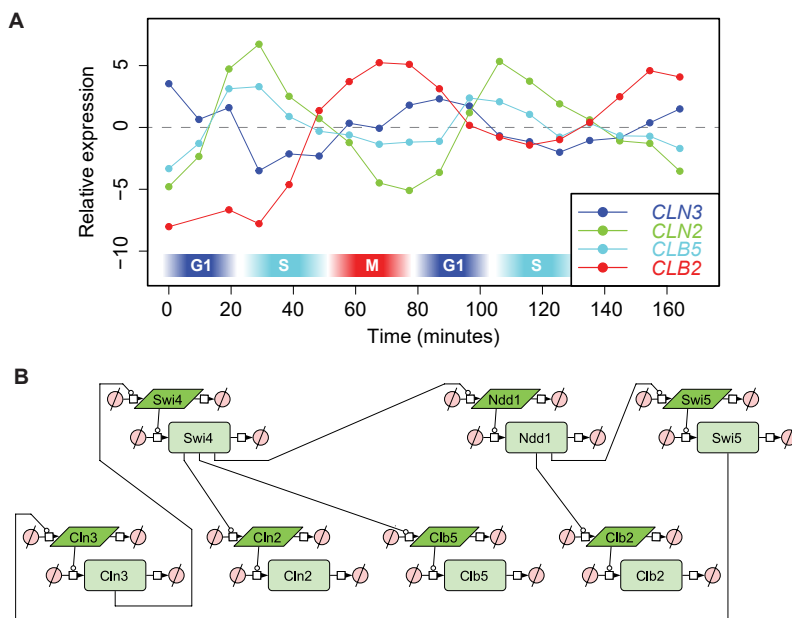 A
Relative expression
5
0
−5
−10
G1 S M G1 S
CLN3
CLN2
CLB5
CLB2
0 20 40 60 80 100 120 140 160
Time (minutes)
B
Swi4 Ndd1 Swi5
Swi4 Ndd1 Swi5
Cln3 Cln2 Clb5 Clb2
Cln3 Cln2 Clb5 Clb2